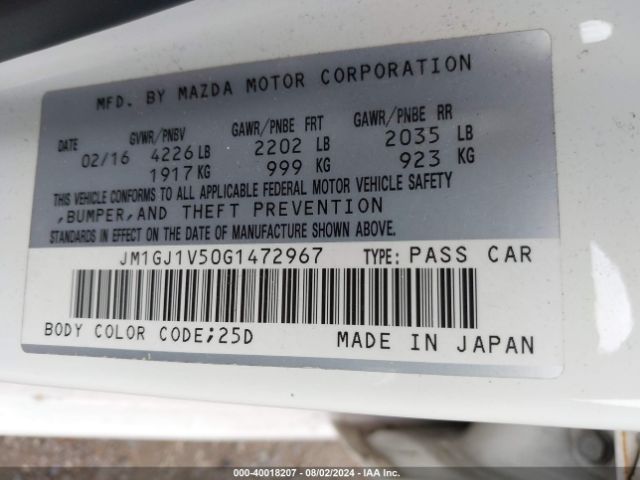 MFD. BY MAZDA MOTOR CORPORATION
DATE GVWR/PNBV GAWR/PNBE FRT GAWR/PNBE RR
02/16 4226 LB 2202 LB 2035 LB
1917 KG 999 KG 923 KG
THIS VEHICLE CONFORMS TO ALL APPLICABLE FEDERAL MOTOR VEHICLE SAFETY
,BUMPER,AND THEFT PREVENTION
STANDARDS IN EFFECT ON THE DATE OF MANUFACTURE SHOWN ABOVE.
JM1GJ1V50G1472967 TYPE: PASS CAR
BODY COLOR CODE;25D MADE IN JAPAN
000-40018207 - 08/02/2024 - IAA Inc.